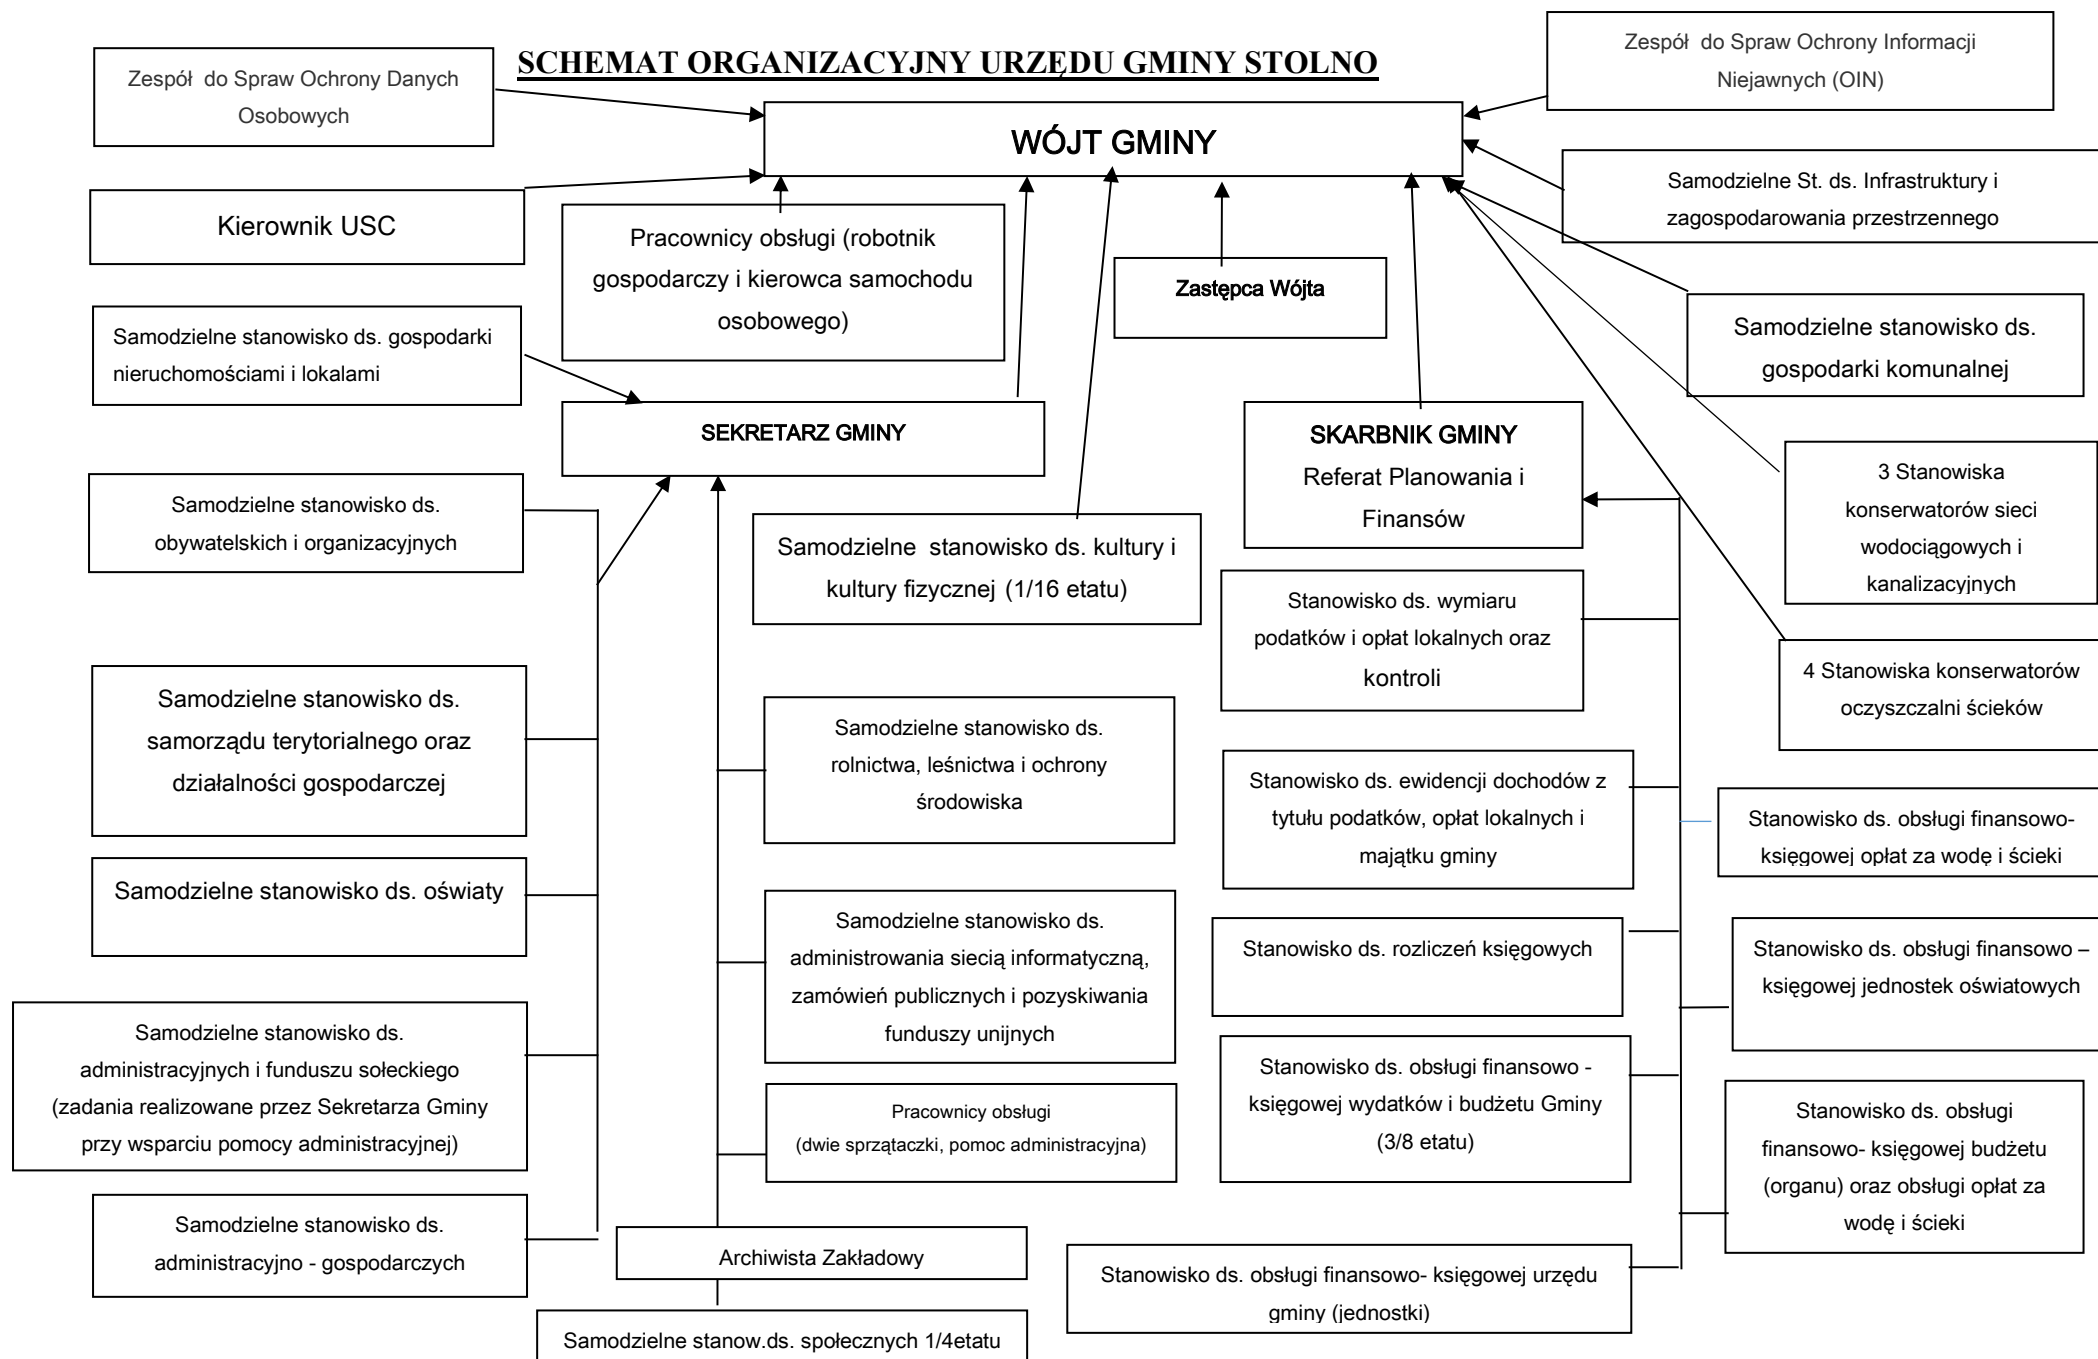 SCHEMAT ORGANIZACYJNY URZĘDU GMINY STOLNO
Zespół do Spraw Ochrony Danych
Osobowych
Zespół do Spraw Ochrony Informacji
Niejawnych (OIN)
WÓJT GMINY
Kierownik USC
Pracownicy obsługi (robotnik
gospodarczy i kierowca samochodu
osobowego)
Zastępca Wójta
Samodzielne St. ds. Infrastruktury i
zagospodarowania przestrzennego
Samodzielne stanowisko ds. gospodarki
nieruchomościami i lokalami
Samodzielne stanowisko ds.
gospodarki komunalnej
SEKRETARZ GMINY
SKARBNIK GMINY
Referat Planowania i
Finansów
3 Stanowiska
konserwatorów sieci
wodociągowych i
kanalizacyjnych
Samodzielne stanowisko ds.
obywatelskich i organizacyjnych
Samodzielne stanowisko ds. kultury i
kultury fizycznej (1/16 etatu)
Stanowisko ds. wymiaru
podatków i opłat lokalnych oraz
kontroli
4 Stanowiska konserwatorów
oczyszczalni ścieków
Samodzielne stanowisko ds.
samorządu terytorialnego oraz
działalności gospodarczej
Samodzielne stanowisko ds.
rolnictwa, leśnictwa i ochrony
środowiska
Stanowisko ds. ewidencji dochodów z
tytułu podatków, opłat lokalnych i
majątku gminy
Stanowisko ds. obsługi finansowo-
księgowej opłat za wodę i ścieki
Samodzielne stanowisko ds. oświaty
Samodzielne stanowisko ds.
administrowania siecią informatyczną,
zamówień publicznych i pozyskiwania
funduszy unijnych
Stanowisko ds. rozliczeń księgowych
Stanowisko ds. obsługi finansowo –
księgowej jednostek oświatowych
Samodzielne stanowisko ds.
administracyjnych i funduszu sołeckiego
(zadania realizowane przez Sekretarza Gminy
przy wsparciu pomocy administracyjnej)
Pracownicy obsługi
(dwie sprzątaczki, pomoc administracyjna)
Stanowisko ds. obsługi finansowo -
księgowej wydatków i budżetu Gminy
(3/8 etatu)
Stanowisko ds. obsługi
finansowo- księgowej budżetu
(organu) oraz obsługi opłat za
wodę i ścieki
Samodzielne stanowisko ds.
administracyjno - gospodarczych
Archiwista Zakładowy
Stanowisko ds. obsługi finansowo- księgowej urzędu
gminy (jednostki)
Samodzielne stanow.ds. społecznych 1/4etatu